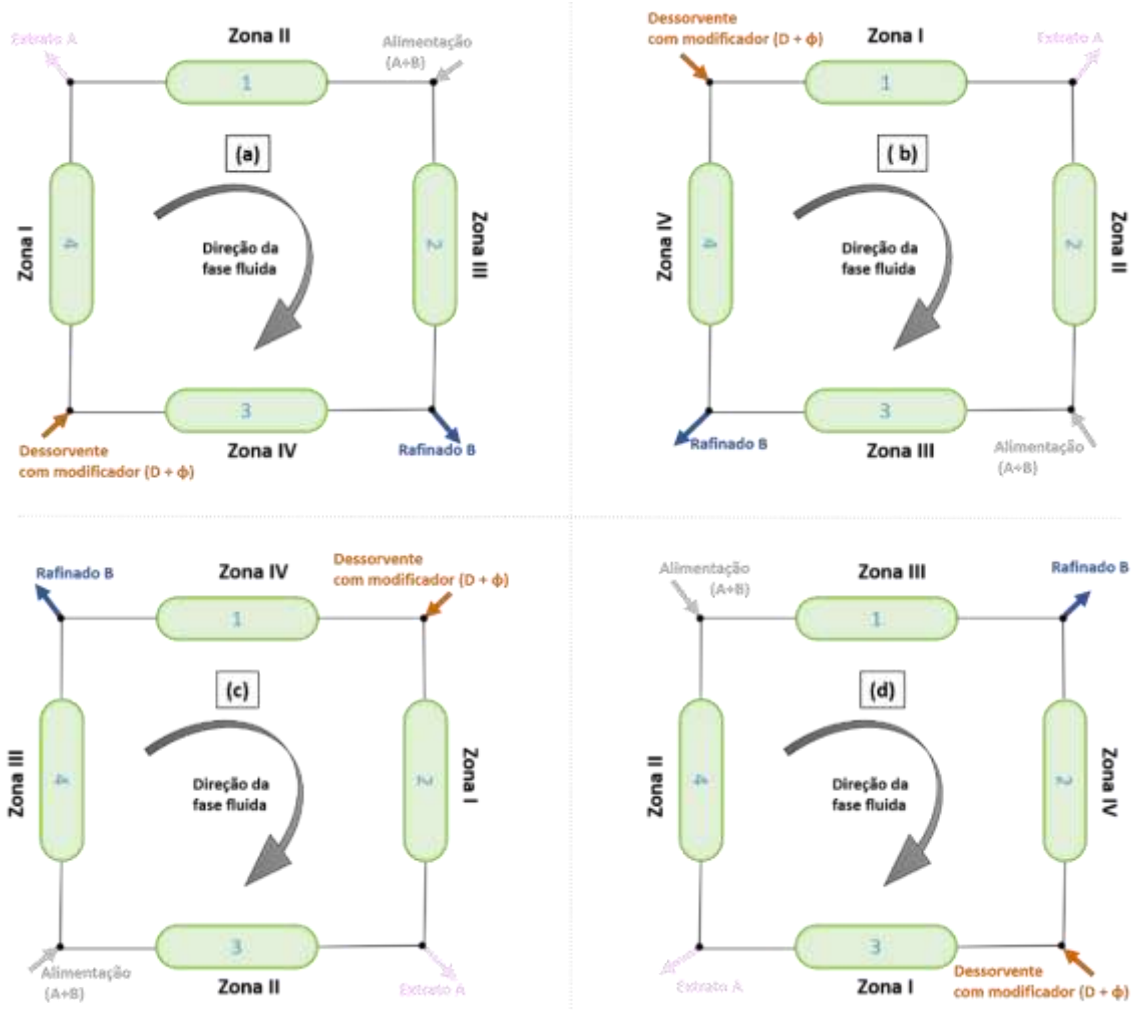 Extrato A
Zona II
Alimentação
(A+B)
1
(a)
Zona I
4
Direção da
fase fluida
2
Zona III
3
Dessorvente
com modificador (D + ϕ)
Zona IV
Rafinado B
Dessorvente
com modificador (D + ϕ)
Zona I
Extrato A
1
( b)
Zona IV
4
Direção da
fase fluida
2
Zona II
3
Rafinado B
Zona III
Alimentação
(A+B)
Rafinado B
Zona IV
Dessorvente
com modificador (D + ϕ)
1
(c)
Zona III
4
Direção da
fase fluida
2
Zona I
3
Alimentação
(A+B)
Zona II
Extrato A
Alimentação
(A+B)
Zona III
Rafinado B
1
(d)
Zona II
4
Direção da
fase fluida
2
Zona IV
3
Extrato A
Zona I
Dessorvente
com modificador (D + ϕ)